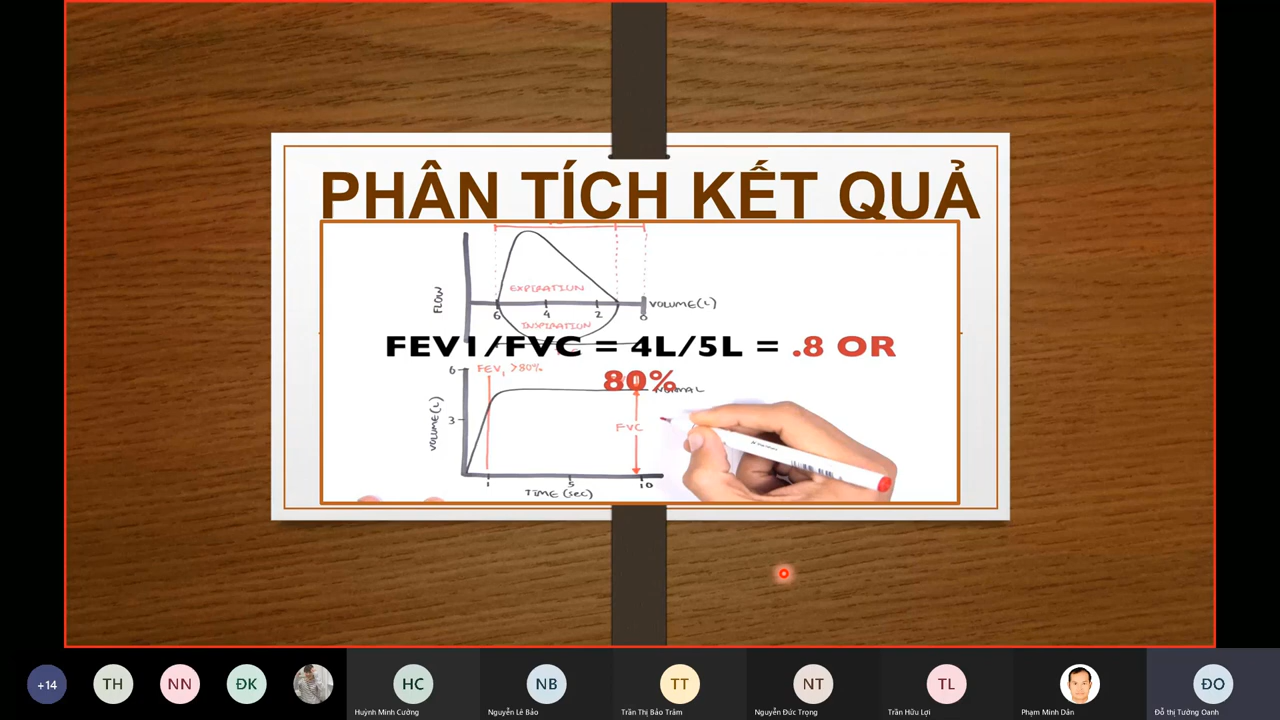 PHÂN TÍCH KẾT QUẢ
FLOW
EXPIRATION
VOLUME(L)
6 4 2 0
INSPIRATION
FEV1/FVC = 4L/5L = .8 OR
80%
6
FEV1 >80%
NORMAL
VOLUME(L)
3
FVC
1 5 10
TIME (sec)
+14
TH
NN
ĐK
HC
Huỳnh Minh Cường
NB
Nguyễn Lê Bảo
TT
Trần Thị Bảo Trâm
NT
Nguyễn Đức Trọng
TL
Trần Hữu Lợi
Phạm Minh Dân
ĐO
Đỗ thị Tường Oanh